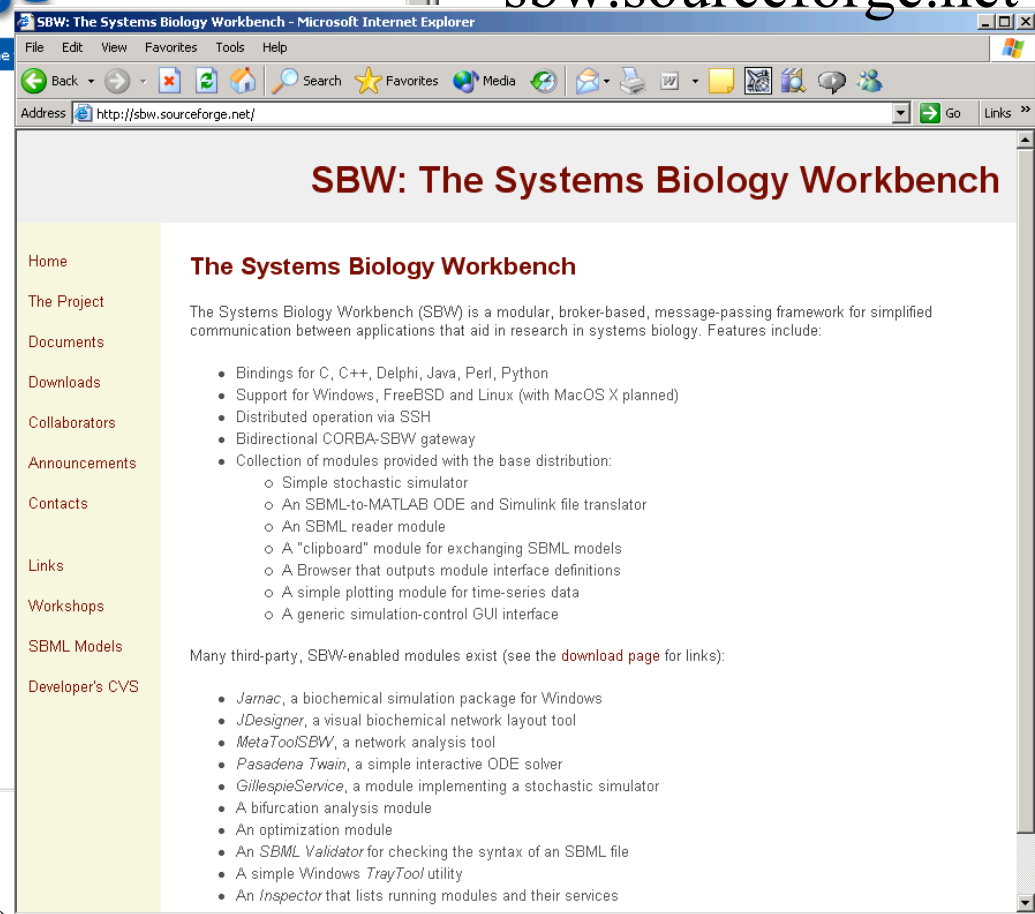 sbw.sourceforge.net
SBW: The Systems Biology Workbench - Microsoft Internet Explorer
File Edit View Favorites Tools Help
Back Search Favorites Media
Address http://sbw.sourceforge.net/ Go Links »
SBW: The Systems Biology Workbench
Home
The Project
Documents
Downloads
Collaborators
Announcements
Contacts
Links
Workshops
SBML Models
Developer's CVS
The Systems Biology Workbench
The Systems Biology Workbench (SBW) is a modular, broker-based, message-passing framework for simplified
communication between applications that aid in research in systems biology. Features include:
• Bindings for C, C++, Delphi, Java, Perl, Python
• Support for Windows, FreeBSD and Linux (with MacOS X planned)
• Distributed operation via SSH
• Bidirectional CORBA-SBW gateway
• Collection of modules provided with the base distribution:
o Simple stochastic simulator
o An SBML-to-MATLAB ODE and Simulink file translator
o An SBML reader module
o A "clipboard" module for exchanging SBML models
o A Browser that outputs module interface definitions
o A simple plotting module for time-series data
o A generic simulation-control GUI interface
Many third-party, SBW-enabled modules exist (see the download page for links):
• Jarnac, a biochemical simulation package for Windows
• JDesigner, a visual biochemical network layout tool
• MetaToolSBW, a network analysis tool
• Pasadena Twain, a simple interactive ODE solver
• GillespieService, a module implementing a stochastic simulator
• A bifurcation analysis module
• An optimization module
• An SBML Validator for checking the syntax of an SBML file
• A simple Windows TrayTool utility
• An Inspector that lists running modules and their services